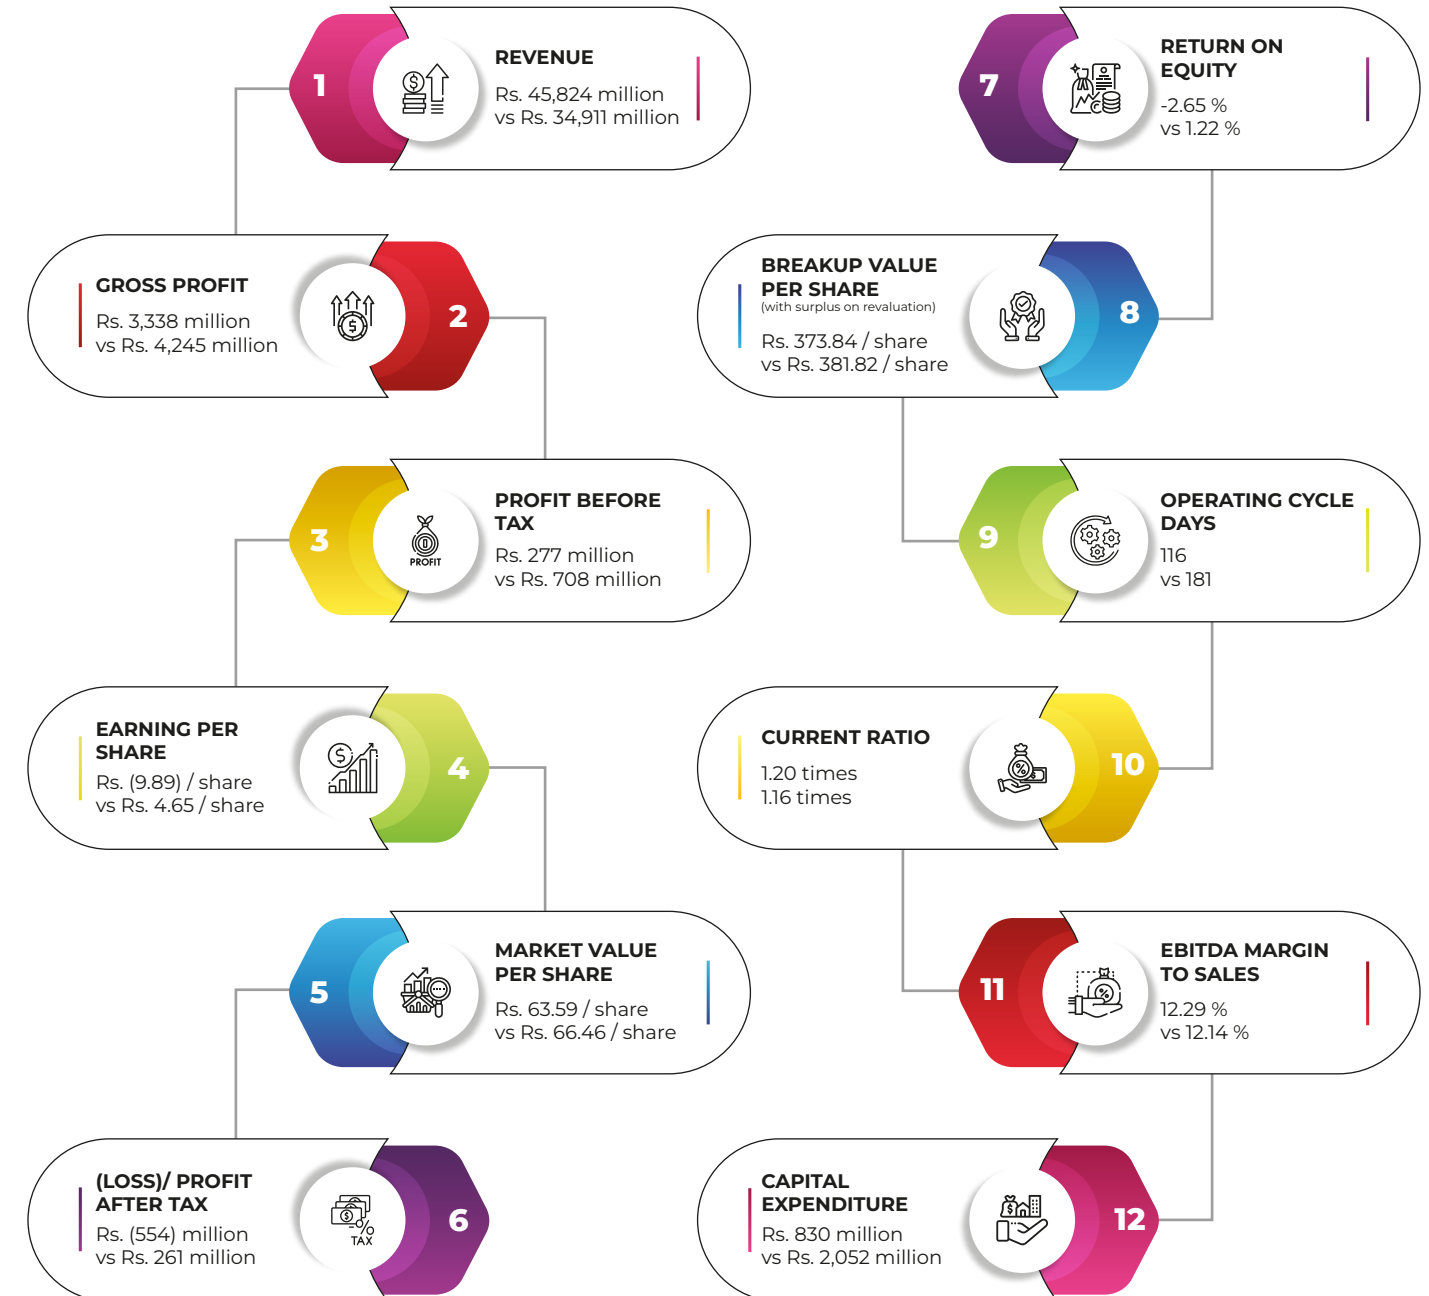 1
REVENUE
Rs. 45,824 million
vs Rs. 34,911 million
GROSS PROFIT
Rs. 3,338 million
vs Rs. 4,245 million
2
3
PROFIT
PROFIT BEFORE
TAX
Rs. 277 million
vs Rs. 708 million
EARNING PER
SHARE
Rs. (9.89) / share
vs Rs. 4.65 / share
4
5
MARKET VALUE
PER SHARE
Rs. 63.59 / share
vs Rs. 66.46 / share
(LOSS)/ PROFIT
AFTER TAX
Rs. (554) million
vs Rs. 261 million
TAX
6
7
RETURN ON
EQUITY
-2.65 %
vs 1.22 %
BREAKUP VALUE
PER SHARE
(with surplus on revaluation)
Rs. 373.84 / share
vs Rs. 381.82 / share
8
9
OPERATING CYCLE
DAYS
116
vs 181
CURRENT RATIO
1.20 times
1.16 times
10
11
EBITDA MARGIN
TO SALES
12.29 %
vs 12.14 %
CAPITAL
EXPENDITURE
Rs. 830 million
vs Rs. 2,052 million
12